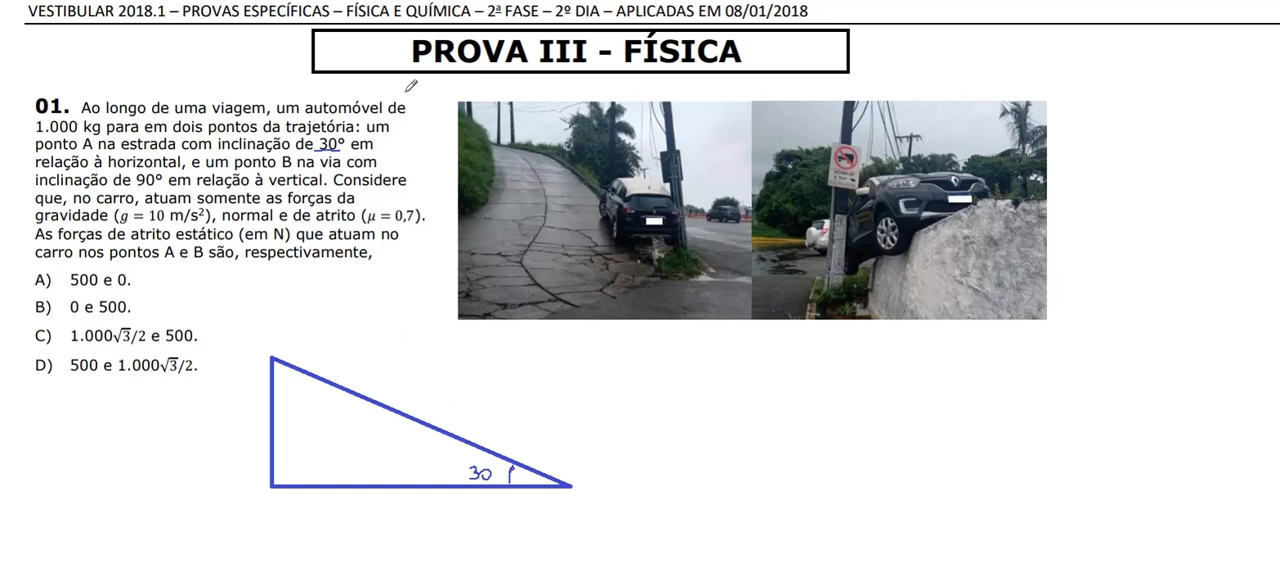 VESTIBULAR 2018.1 – PROVAS ESPECÍFICAS – FÍSICA E QUÍMICA – 2ª FASE – 2º DIA – APLICADAS EM 08/01/2018
PROVA III - FÍSICA
01. Ao longo de uma viagem, um automóvel de
1.000 kg para em dois pontos da trajetória: um
ponto A na estrada com inclinação de 30° em
relação à horizontal, e um ponto B na via com
inclinação de 90° em relação à vertical. Considere
que, no carro, atuam somente as forças da
gravidade (g = 10 m/s²), normal e de atrito (μ = 0,7).
As forças de atrito estático (em N) que atuam no
carro nos pontos A e B são, respectivamente,
A) 500 e 0.
B) 0 e 500.
C) 1.000√3/2 e 500.
D) 500 e 1.000√3/2.
30